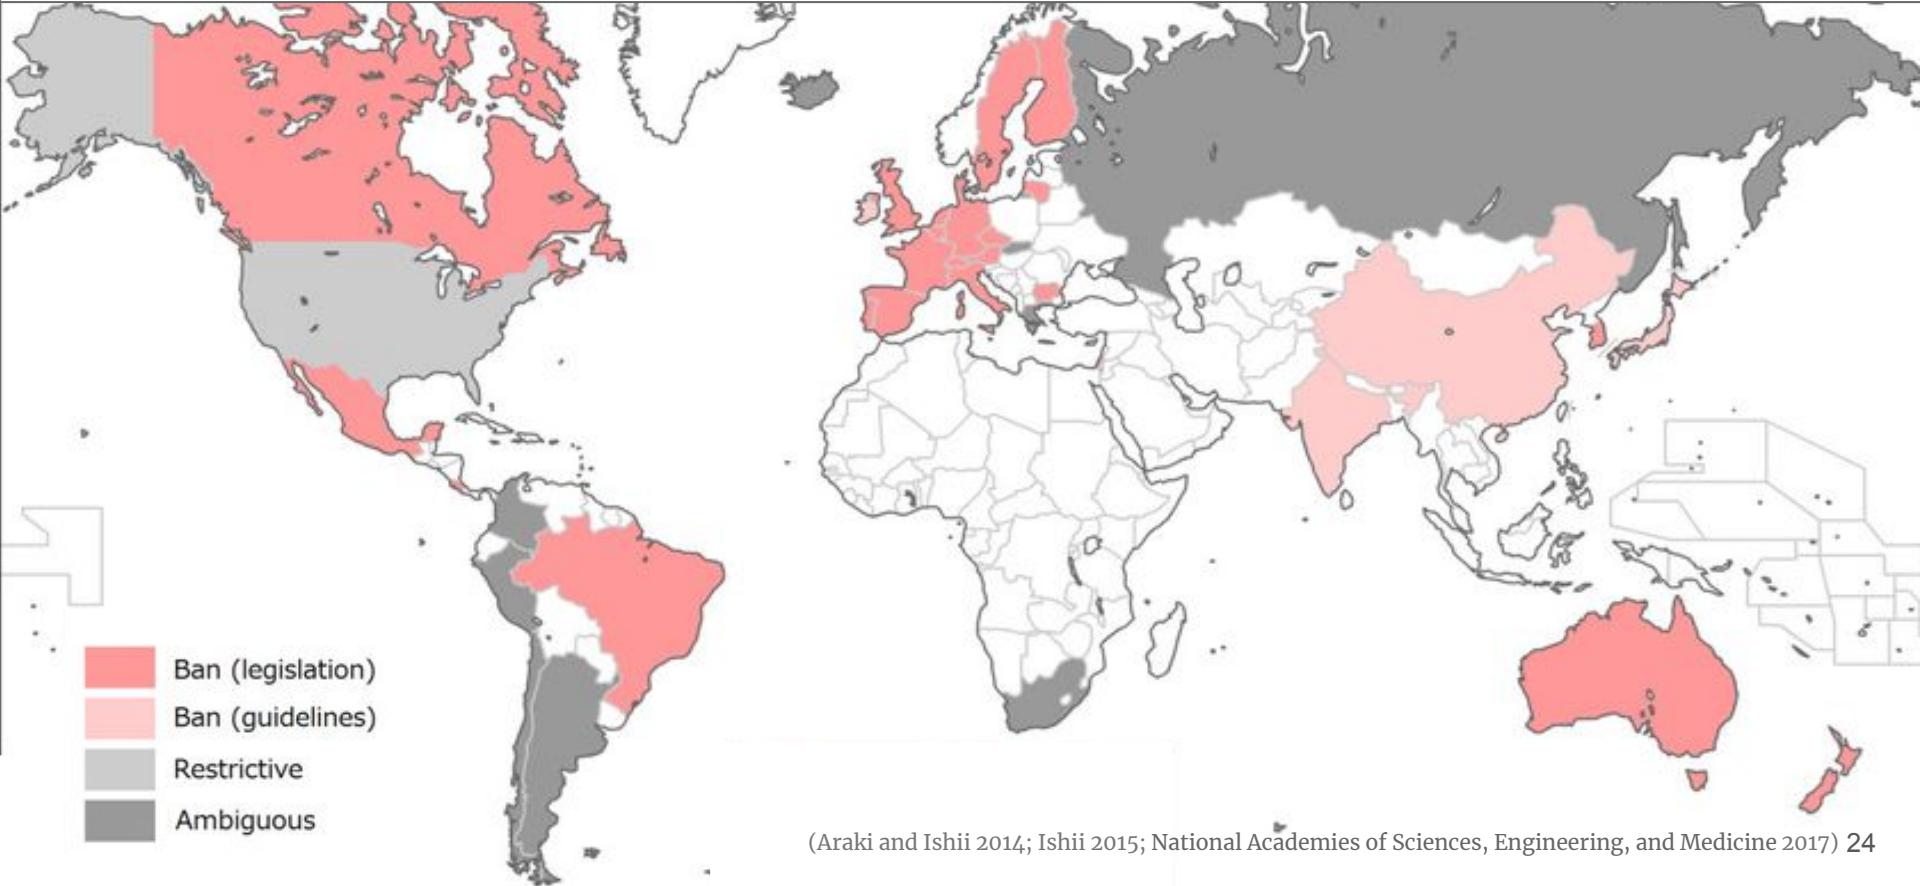 Ban (legislation)
Ban (guidelines)
Restrictive
Ambiguous
(Araki and Ishii 2014; Ishii 2015; National Academies of Sciences, Engineering, and Medicine 2017) 24